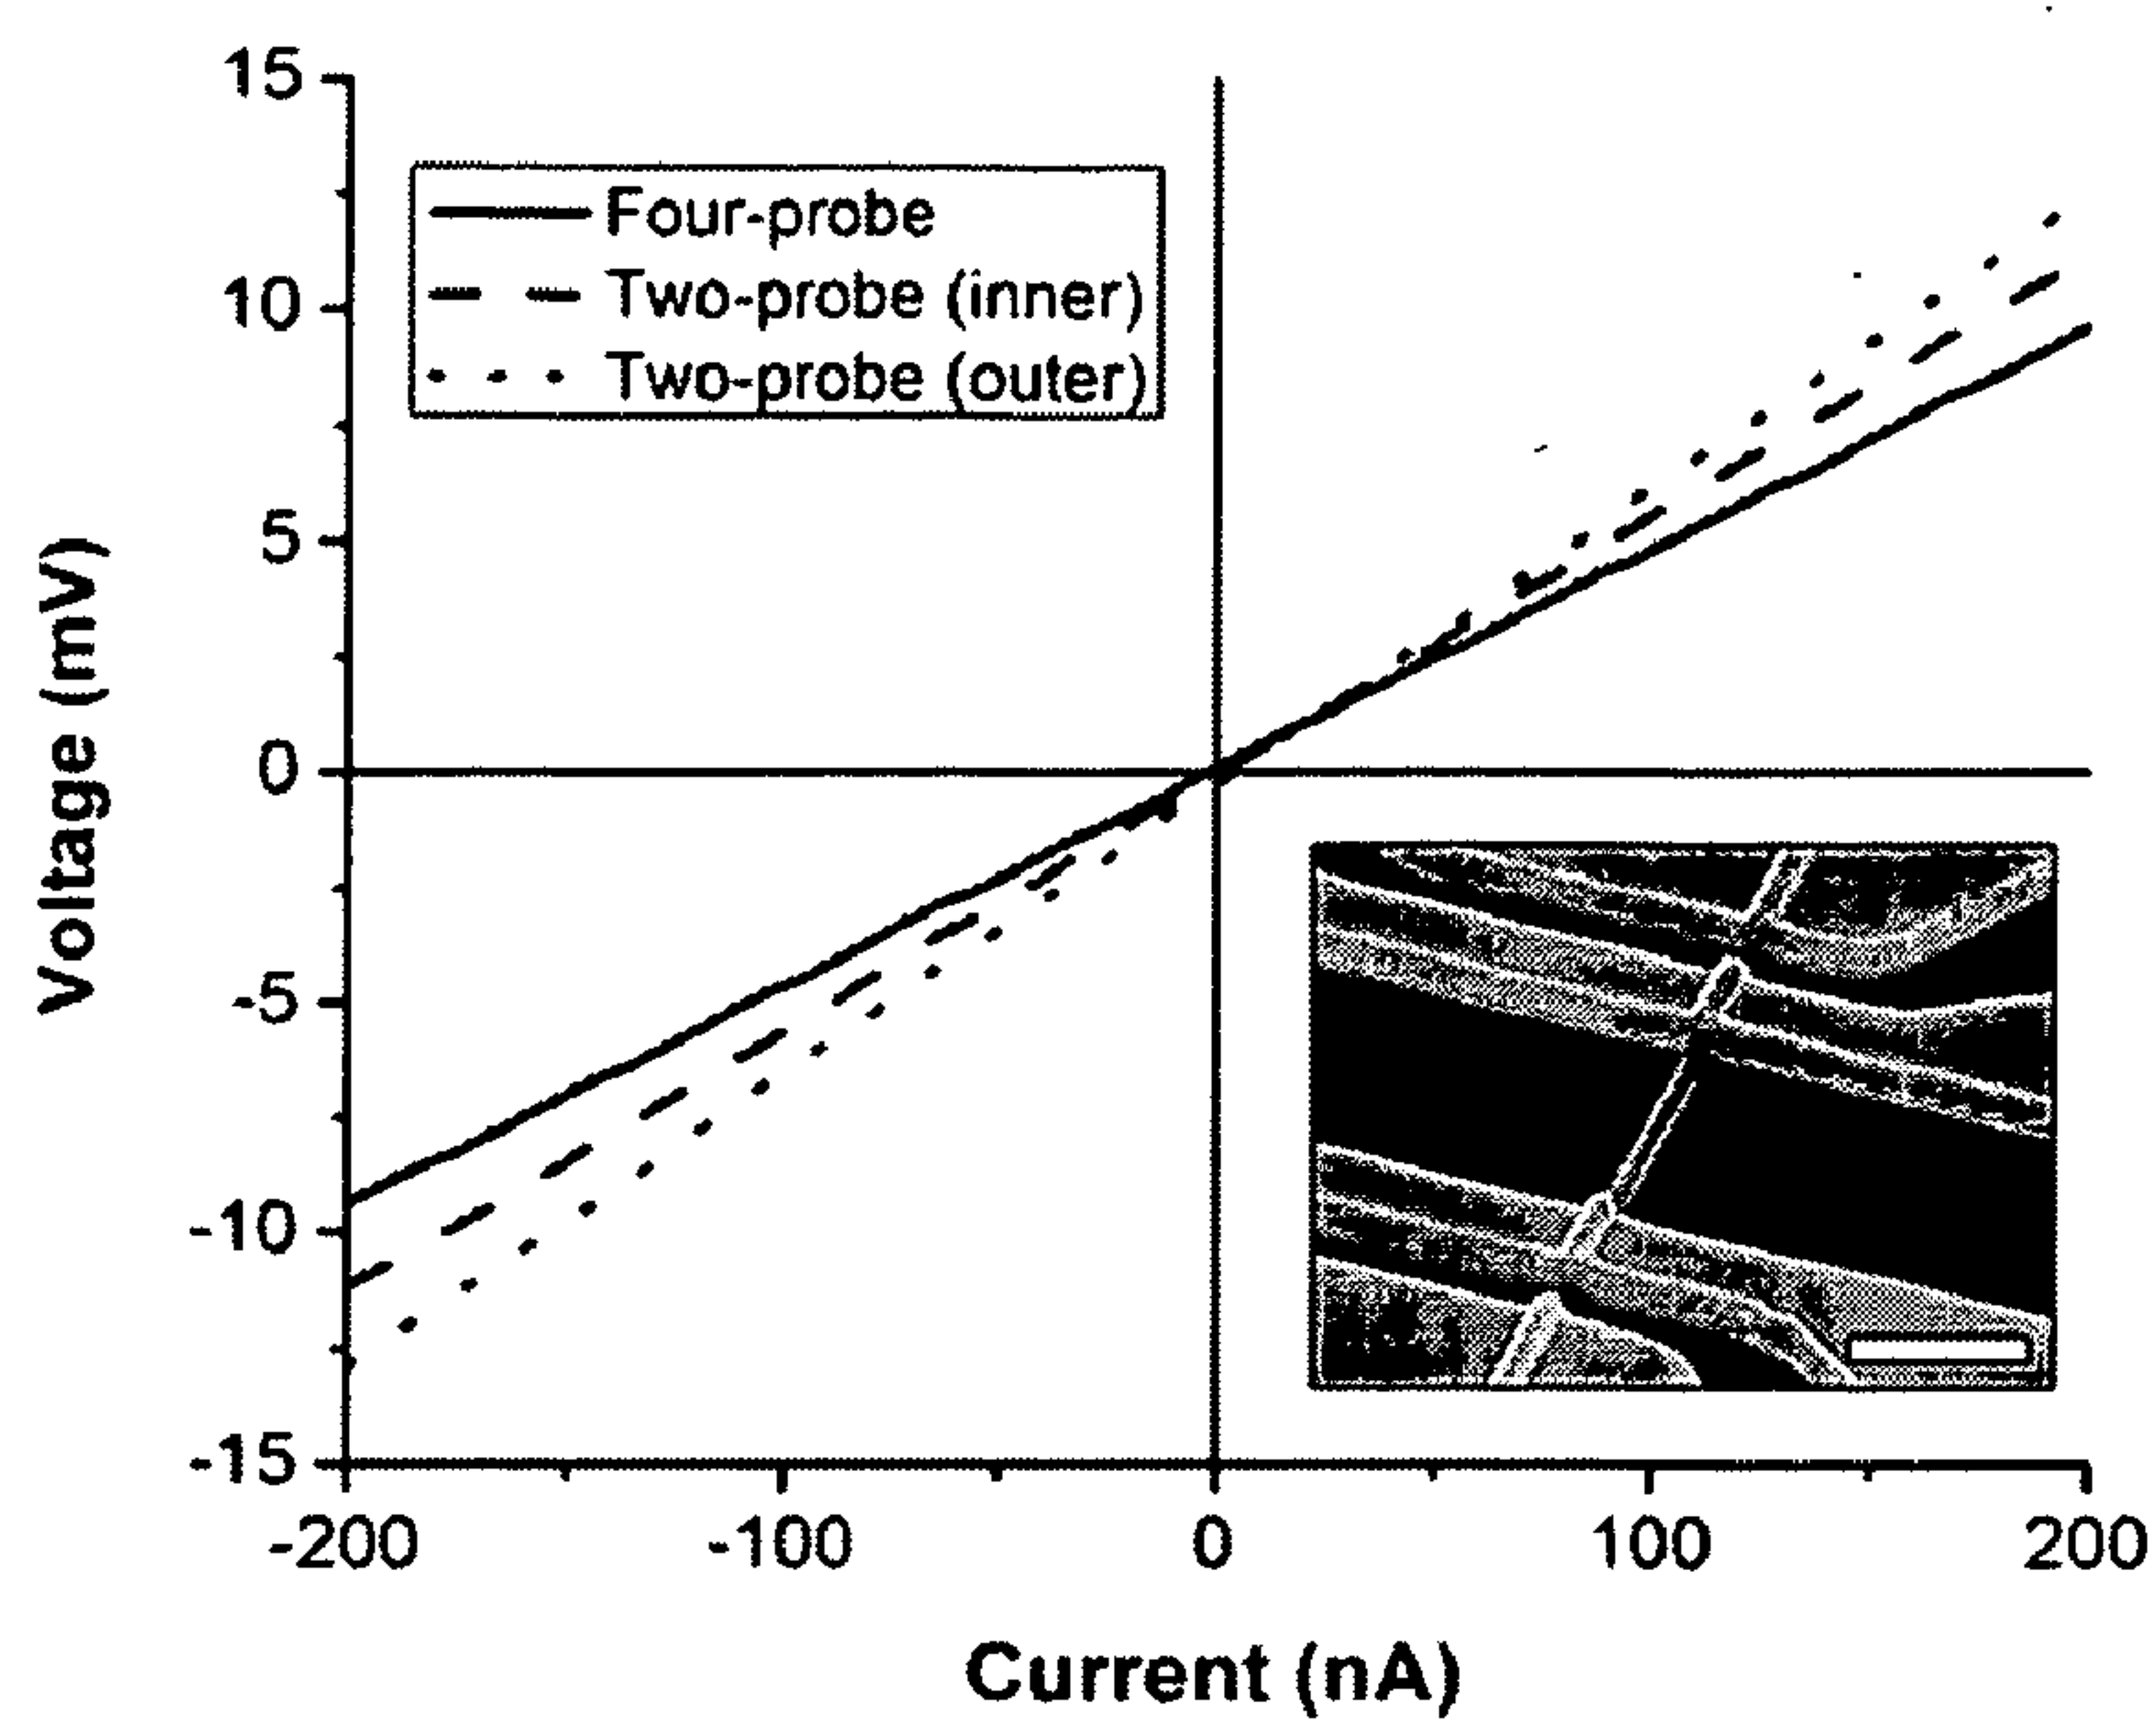 15
10
5
0
-5
-10
-15
Voltage (mV)
Four-probe
Two-probe (inner)
Two-probe (outer)
-200
-100
0
100
200
Current (nA)